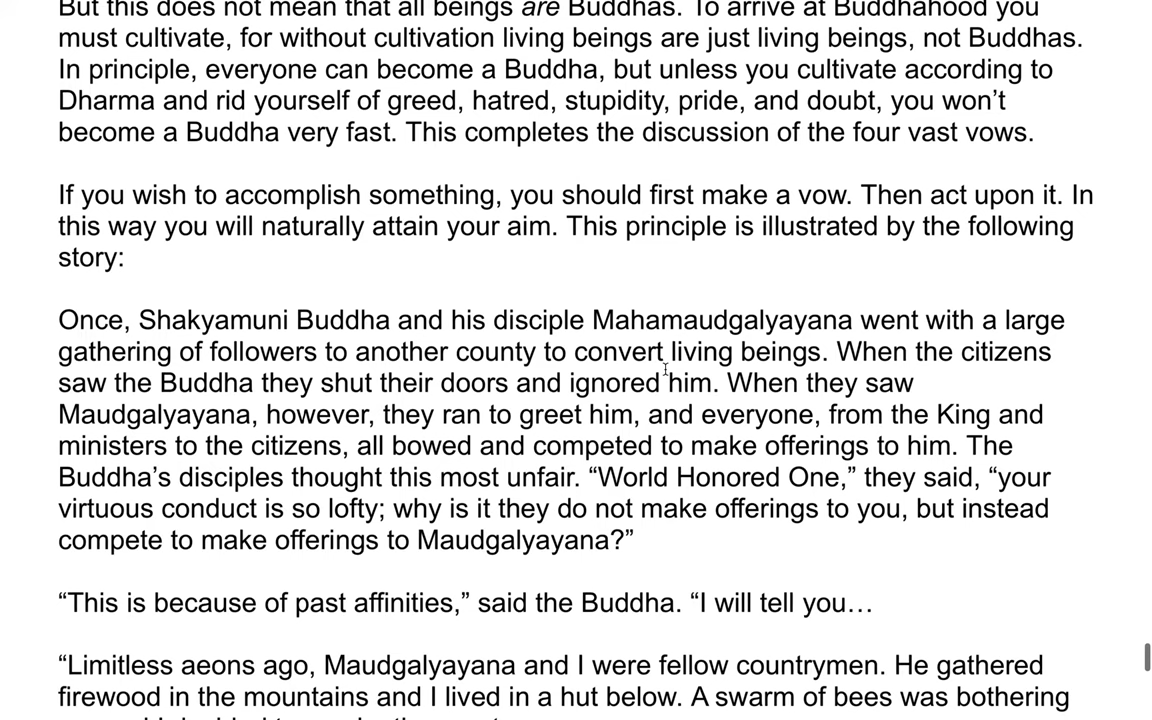 But this does not mean that all beings are Buddhas. To arrive at Buddhahood you
must cultivate, for without cultivation living beings are just living beings, not Buddhas.
In principle, everyone can become a Buddha, but unless you cultivate according to
Dharma and rid yourself of greed, hatred, stupidity, pride, and doubt, you won’t
become a Buddha very fast. This completes the discussion of the four vast vows.
If you wish to accomplish something, you should first make a vow. Then act upon it. In
this way you will naturally attain your aim. This principle is illustrated by the following
story:
Once, Shakyamuni Buddha and his disciple Mahamaudgalyayana went with a large
gathering of followers to another county to convert living beings. When the citizens
saw the Buddha they shut their doors and ignored him. When they saw
Maudgalyayana, however, they ran to greet him, and everyone, from the King and
ministers to the citizens, all bowed and competed to make offerings to him. The
Buddha’s disciples thought this most unfair. “World Honored One,” they said, “your
virtuous conduct is so lofty; why is it they do not make offerings to you, but instead
compete to make offerings to Maudgalyayana?”
“This is because of past affinities,” said the Buddha. “I will tell you…
“Limitless aeons ago, Maudgalyayana and I were fellow countrymen. He gathered
firewood in the mountains and I lived in a hut below. A swarm of bees was bothering